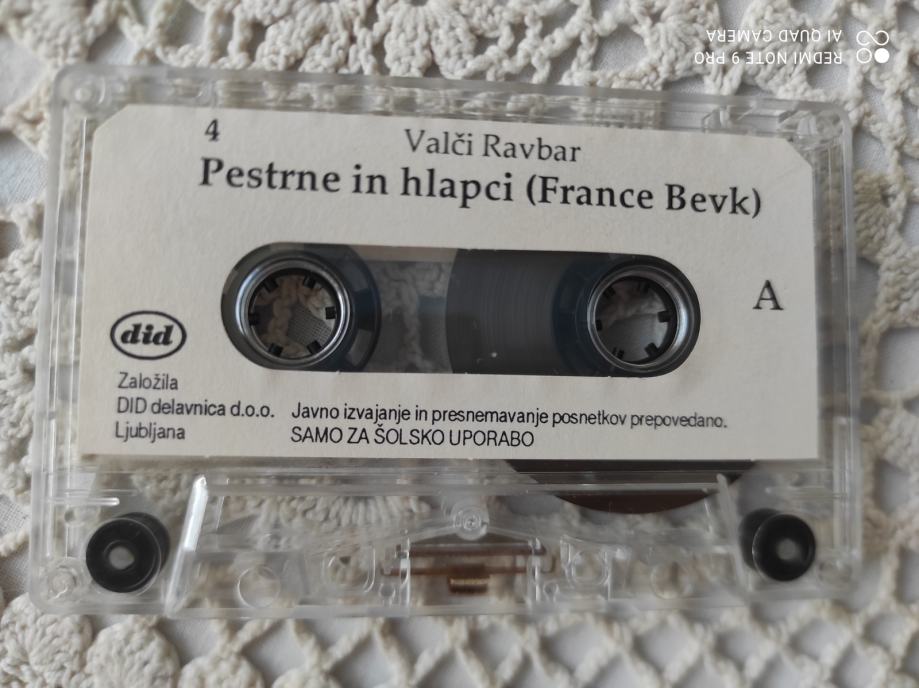 REDMI NOTE 9 PRO
AI QUAD CAMERA
4
Valči Ravbar
Pestrne in hlapci (France Bevk)
A
did
Založila
DID delavnica d.o.o.
Ljubljana
Javno izvajanje in presnemavanje posnetkov prepovedano.
SAMO ZA ŠOLSKO UPORABO